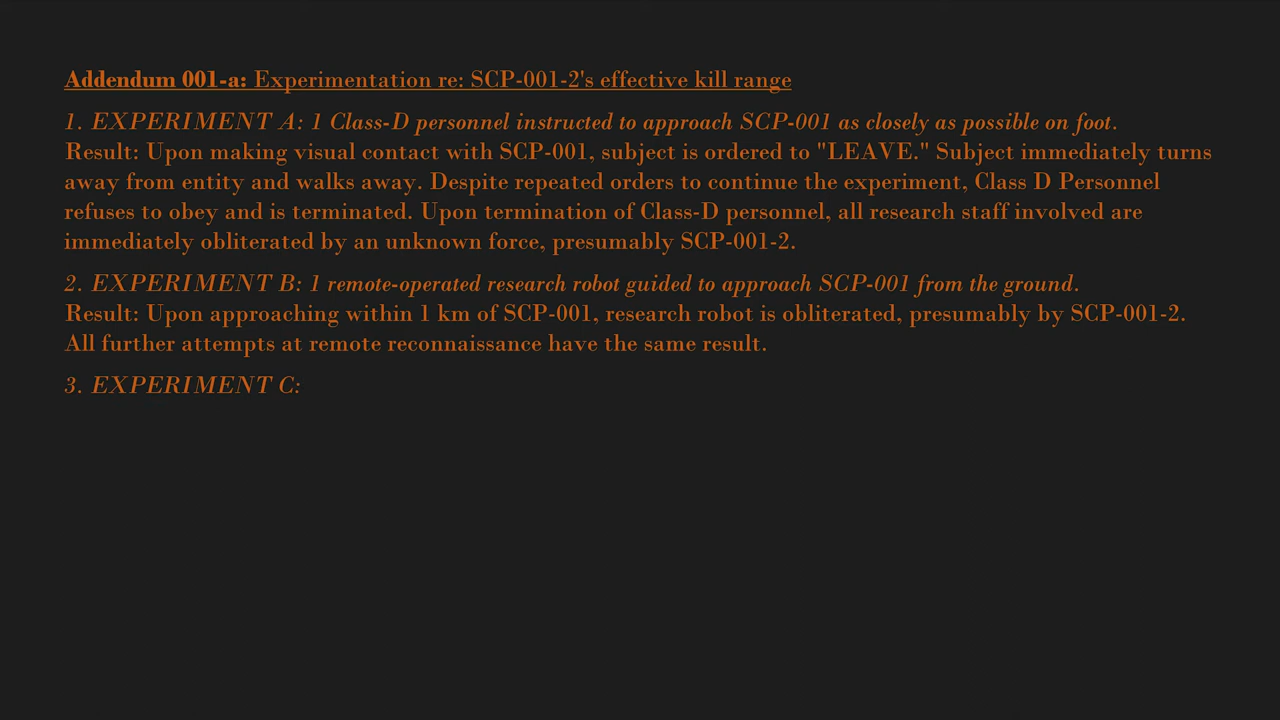 Addendum 001-a: Experimentation re: SCP-001-2's effective kill range
1. EXPERIMENT A: 1 Class-D personnel instructed to approach SCP-001 as closely as possible on foot.
Result: Upon making visual contact with SCP-001, subject is ordered to "LEAVE." Subject immediately turns
away from entity and walks away. Despite repeated orders to continue the experiment, Class D Personnel
refuses to obey and is terminated. Upon termination of Class-D personnel, all research staff involved are
immediately obliterated by an unknown force, presumably SCP-001-2.
2. EXPERIMENT B: 1 remote-operated research robot guided to approach SCP-001 from the ground.
Result: Upon approaching within 1 km of SCP-001, research robot is obliterated, presumably by SCP-001-2.
All further attempts at remote reconnaissance have the same result.
3. EXPERIMENT C: